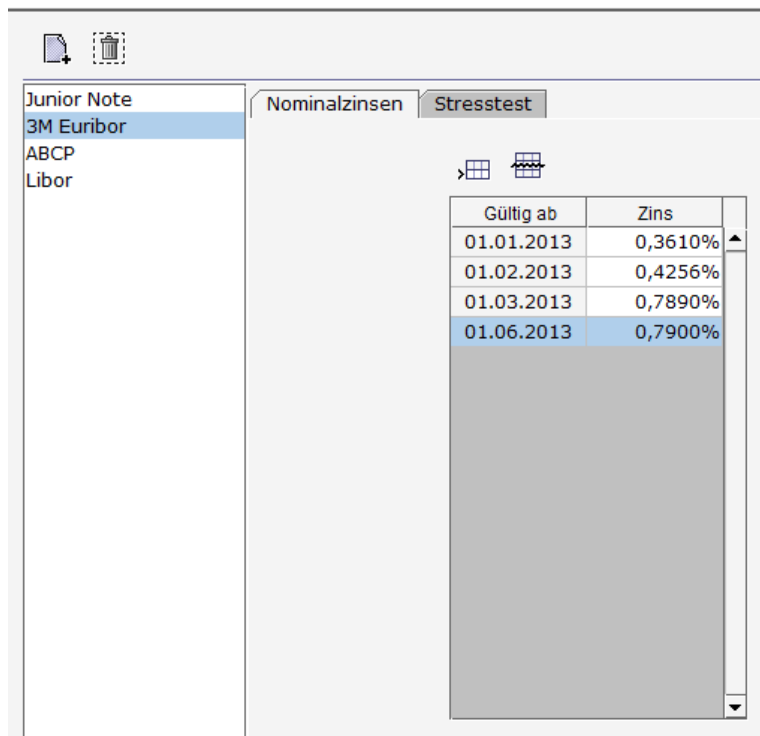 Junior Note
3M Euribor
ABCP
Libor
Nominalzinsen Stresstest
Gültig ab Zins
01.01.2013 0,3610%
01.02.2013 0,4256%
01.03.2013 0,7890%
01.06.2013 0,7900%